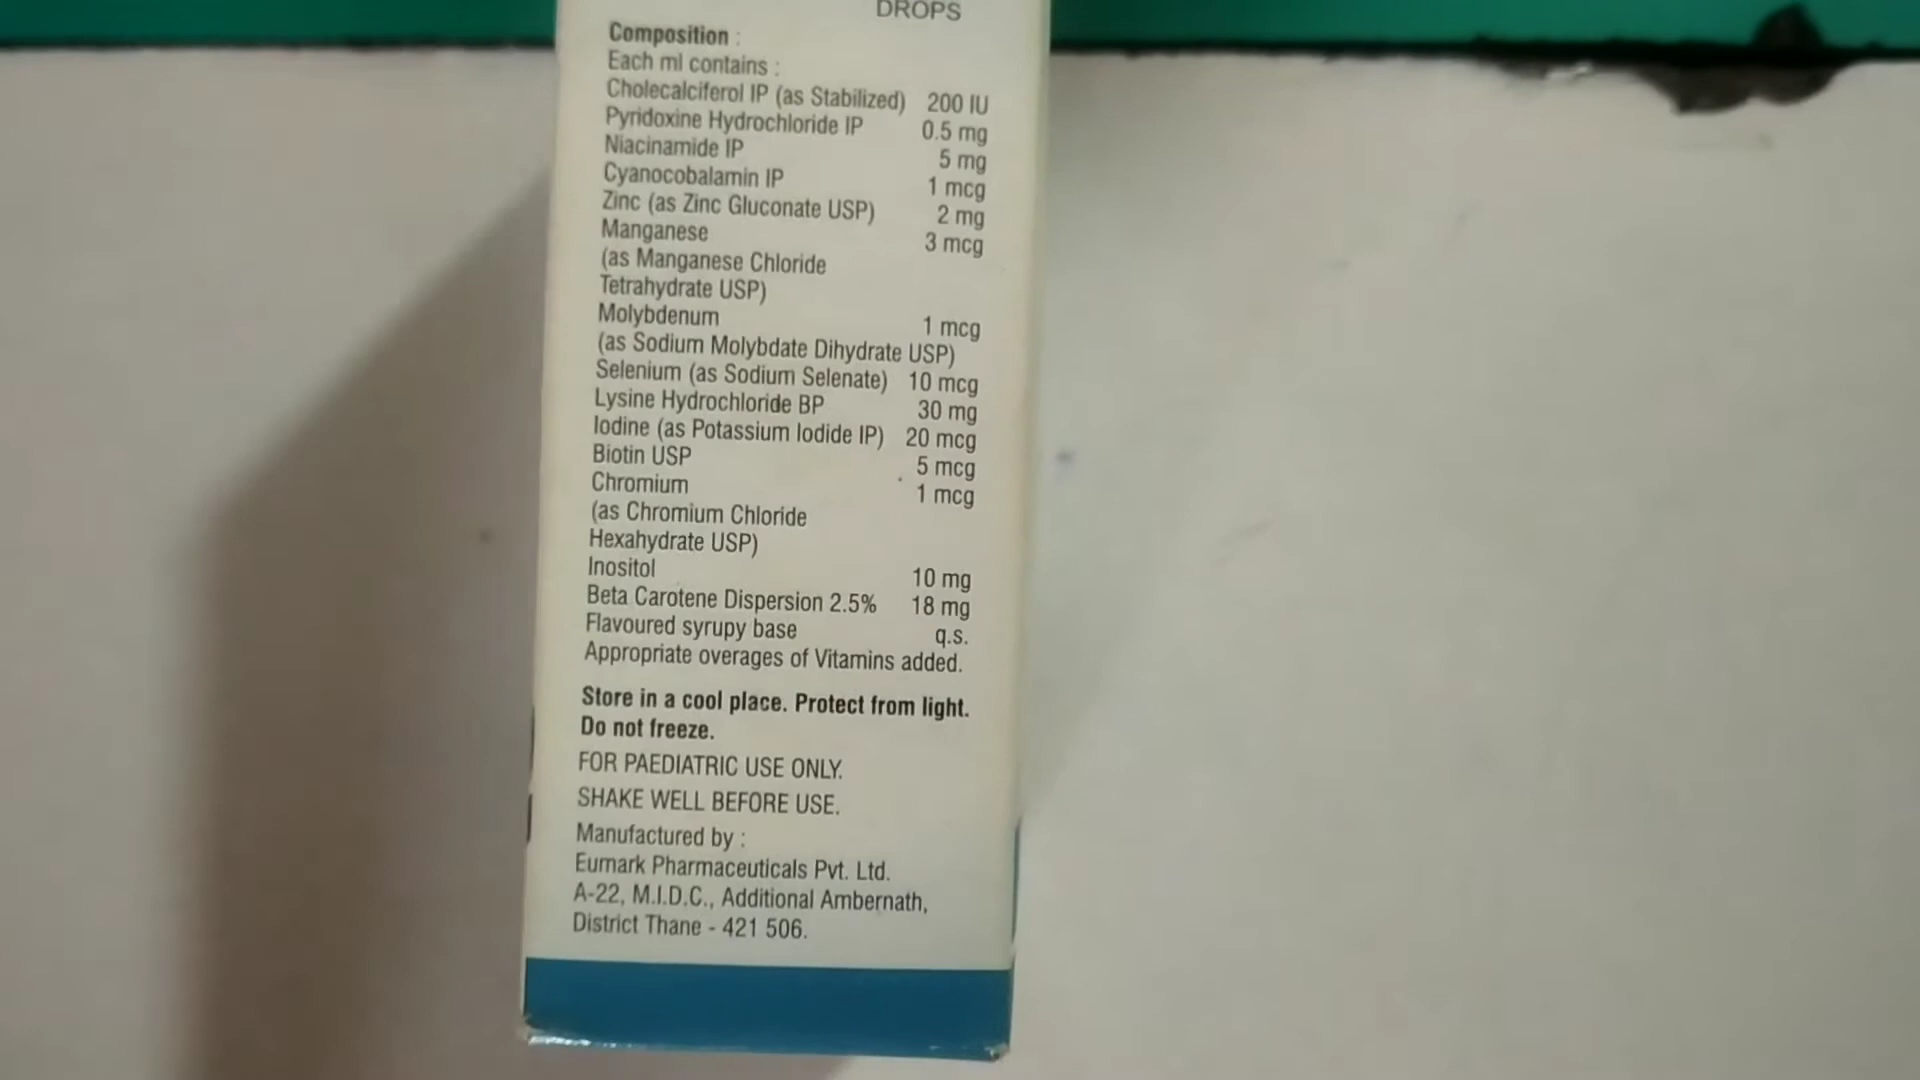 DROPS
Composition :
Each ml contains :
Cholecalciferol IP (as Stabilized) 200 IU
Pyridoxine Hydrochloride IP 0.5 mg
Niacinamide IP 5 mg
Cyanocobalamin IP 1 mcg
Zinc (as Zinc Gluconate USP) 2 mg
Manganese 3 mcg
(as Manganese Chloride
Tetrahydrate USP)
Molybdenum 1 mcg
(as Sodium Molybdate Dihydrate USP)
Selenium (as Sodium Selenate) 10 mcg
Lysine Hydrochloride BP 30 mg
Iodine (as Potassium Iodide IP) 20 mcg
Biotin USP 5 mcg
Chromium 1 mcg
(as Chromium Chloride
Hexahydrate USP)
Inositol 10 mg
Beta Carotene Dispersion 2.5% 18 mg
Flavoured syrupy base q.s.
Appropriate overages of Vitamins added.
Store in a cool place. Protect from light.
Do not freeze.
FOR PAEDIATRIC USE ONLY.
SHAKE WELL BEFORE USE.
Manufactured by :
Eumark Pharmaceuticals Pvt. Ltd.
A-22, M.I.D.C., Additional Ambernath,
District Thane - 421 506.